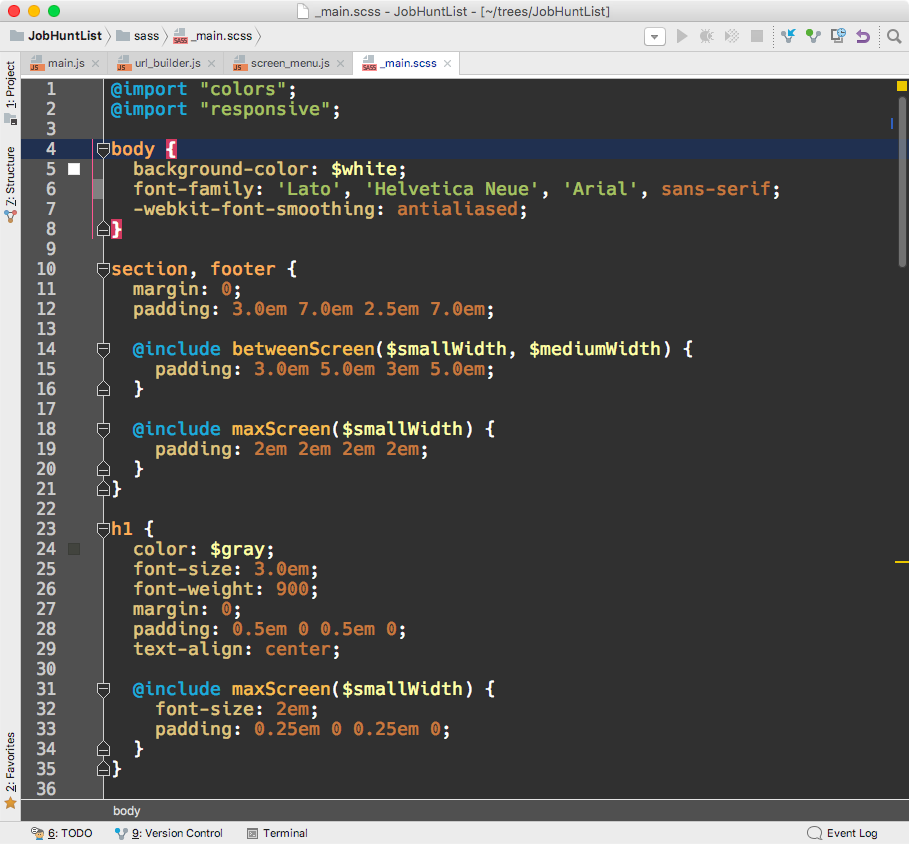 _main.scss - JobHuntList - [~/trees/JobHuntList]
JobHuntList sass _main.scss
main.js url_builder.js screen_menu.js _main.scss
1: Project
7: Structure
2: Favorites
1 @import "colors";
2 @import "responsive";
3
4 body {
5   background-color: $white;
6   font-family: 'Lato', 'Helvetica Neue', 'Arial', sans-serif;
7   -webkit-font-smoothing: antialiased;
8 }
9
10 section, footer {
11   margin: 0;
12   padding: 3.0em 7.0em 2.5em 7.0em;
13
14   @include betweenScreen($smallWidth, $mediumWidth) {
15     padding: 3.0em 5.0em 3em 5.0em;
16   }
17
18   @include maxScreen($smallWidth) {
19     padding: 2em 2em 2em 2em;
20   }
21 }
22
23 h1 {
24   color: $gray;
25   font-size: 3.0em;
26   font-weight: 900;
27   margin: 0;
28   padding: 0.5em 0 0.5em 0;
29   text-align: center;
30
31   @include maxScreen($smallWidth) {
32     font-size: 2em;
33     padding: 0.25em 0 0.25em 0;
34   }
35 }
36
body
6: TODO 9: Version Control Terminal Event Log